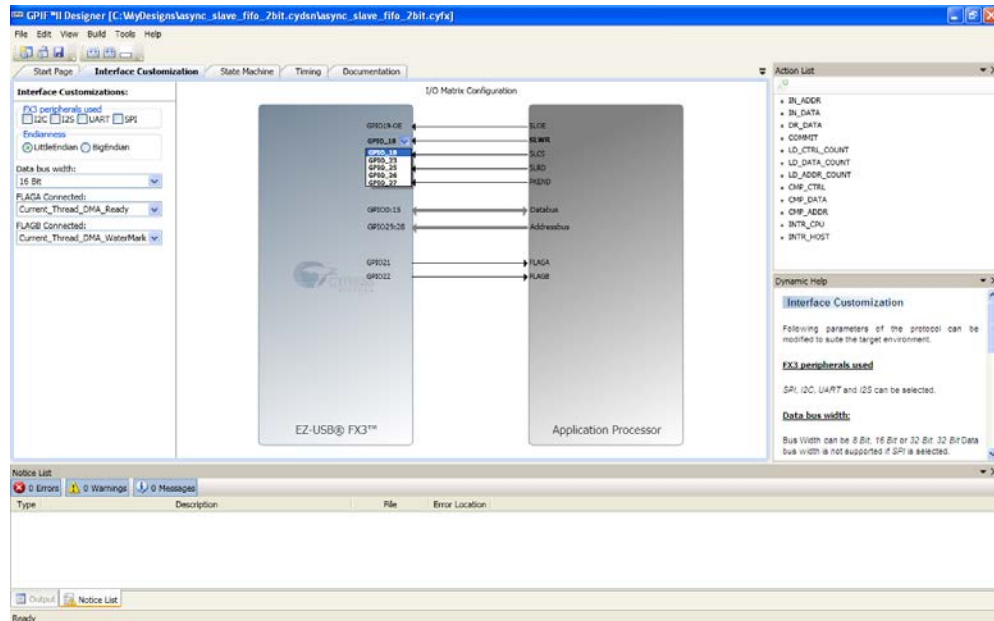 GPIF™II Designer [C:\MyDesigns\async_slave_fifo_2bit.cydsn\async_slave_fifo_2bit.cyfx]
File Edit View Build Tools Help
Start Page Interface Customization State Machine Timing Documentation
Interface Customizations:
FX3 peripherals used
I2C I2S UART SPI
Endianness
LittleEndian BigEndian
Data bus width:
16 Bit
FLAGA Connected:
Current_Thread_DMA_Ready
FLAGB Connected:
Current_Thread_DMA_WaterMark
I/O Matrix Configuration
GPIO19-OE SLOE
GPIO_18 SLWR
GPIO_18 SLCS
GPIO_23
GPIO_25 SLRD
GPIO_26
GPIO_27 PKEND
GPIO0:15 Databus
GPIO29:28 Addressbus
GPIO21 FLAGA
GPIO22 FLAGB
CYPRESS
EZ-USB® FX3™ Application Processor
Action List
IN_ADDR
IN_DATA
DR_DATA
COMMIT
LD_CTRL_COUNT
LD_DATA_COUNT
LD_ADDR_COUNT
CMP_CTRL
CMP_DATA
CMP_ADDR
INTR_CPU
INTR_HOST
Dynamic Help
Interface Customization
Following parameters of the protocol can be
modified to suite the target environment.
FX3 peripherals used
SPI, I2C, UART and I2S can be selected.
Data bus width:
Bus Width can be 8 Bit, 16 Bit or 32 Bit. 32 Bit Data
bus width is not supported if SPI is selected.
Notice List
0 Errors 0 Warnings 0 Messages
Type Description File Error Location
Output Notice List
Ready